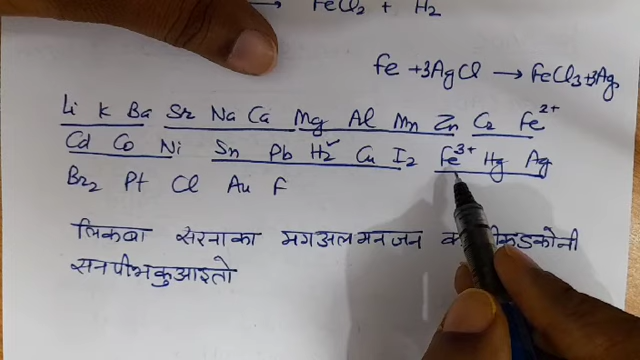 → FeCl₂ + H₂
Fe + 3AgCl → FeCl₃ + 3Ag
Li K Ba Sr Na Ca Mg Al Mn Zn Cr Fe²⁺
Cd Co Ni Sn Pb H₂ Cu I₂ Fe³⁺ Hg Ag
Br₂ Pt Cl Au F
लिकबा सरनाका मगअलमनजन कडकोनी
सनपीभकुआइतो